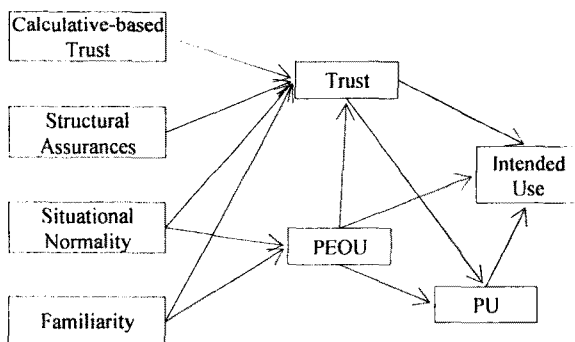 Calculative-based
Trust
Trust
Structural
Assurances
Intended
Use
Situational
Normality
PEOU
PU
Familiarity